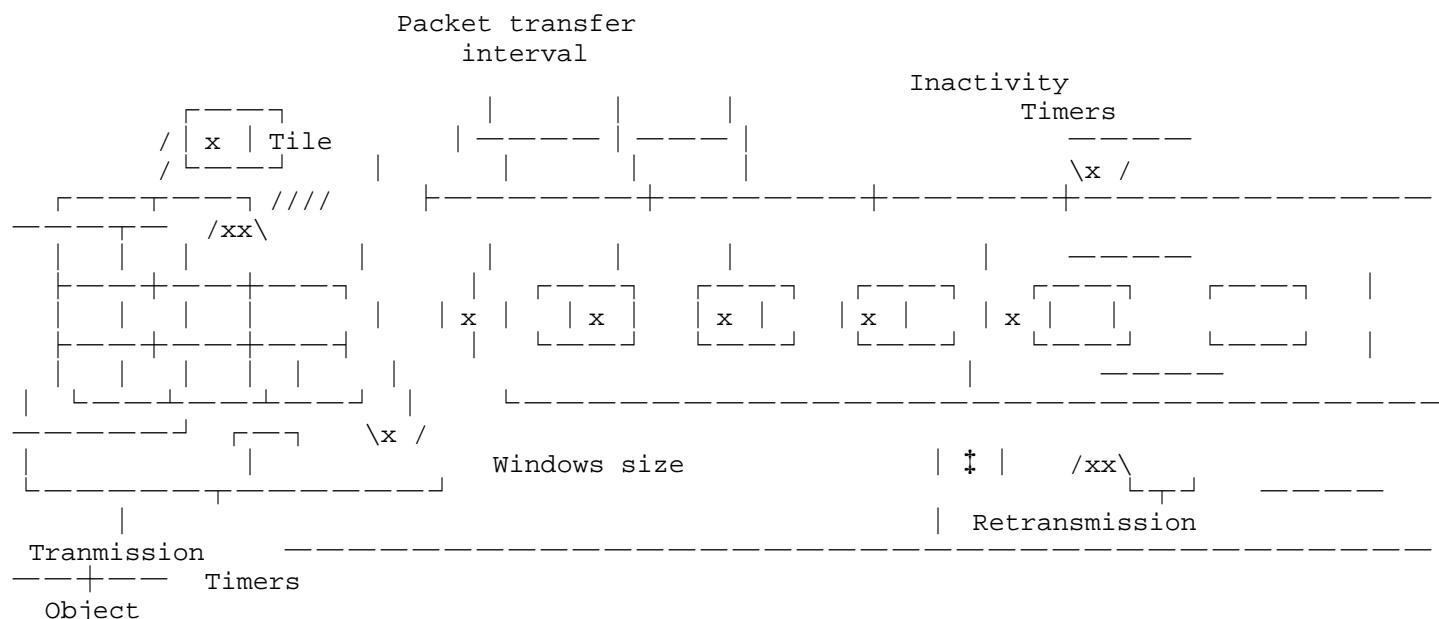 Packet transfer
interval
Inactivity
Timers
x Tile
\x /
/xx\
x x x x x
\x /
Windows size ‡ /xx\
Retransmission
Tranmission
Timers
Object